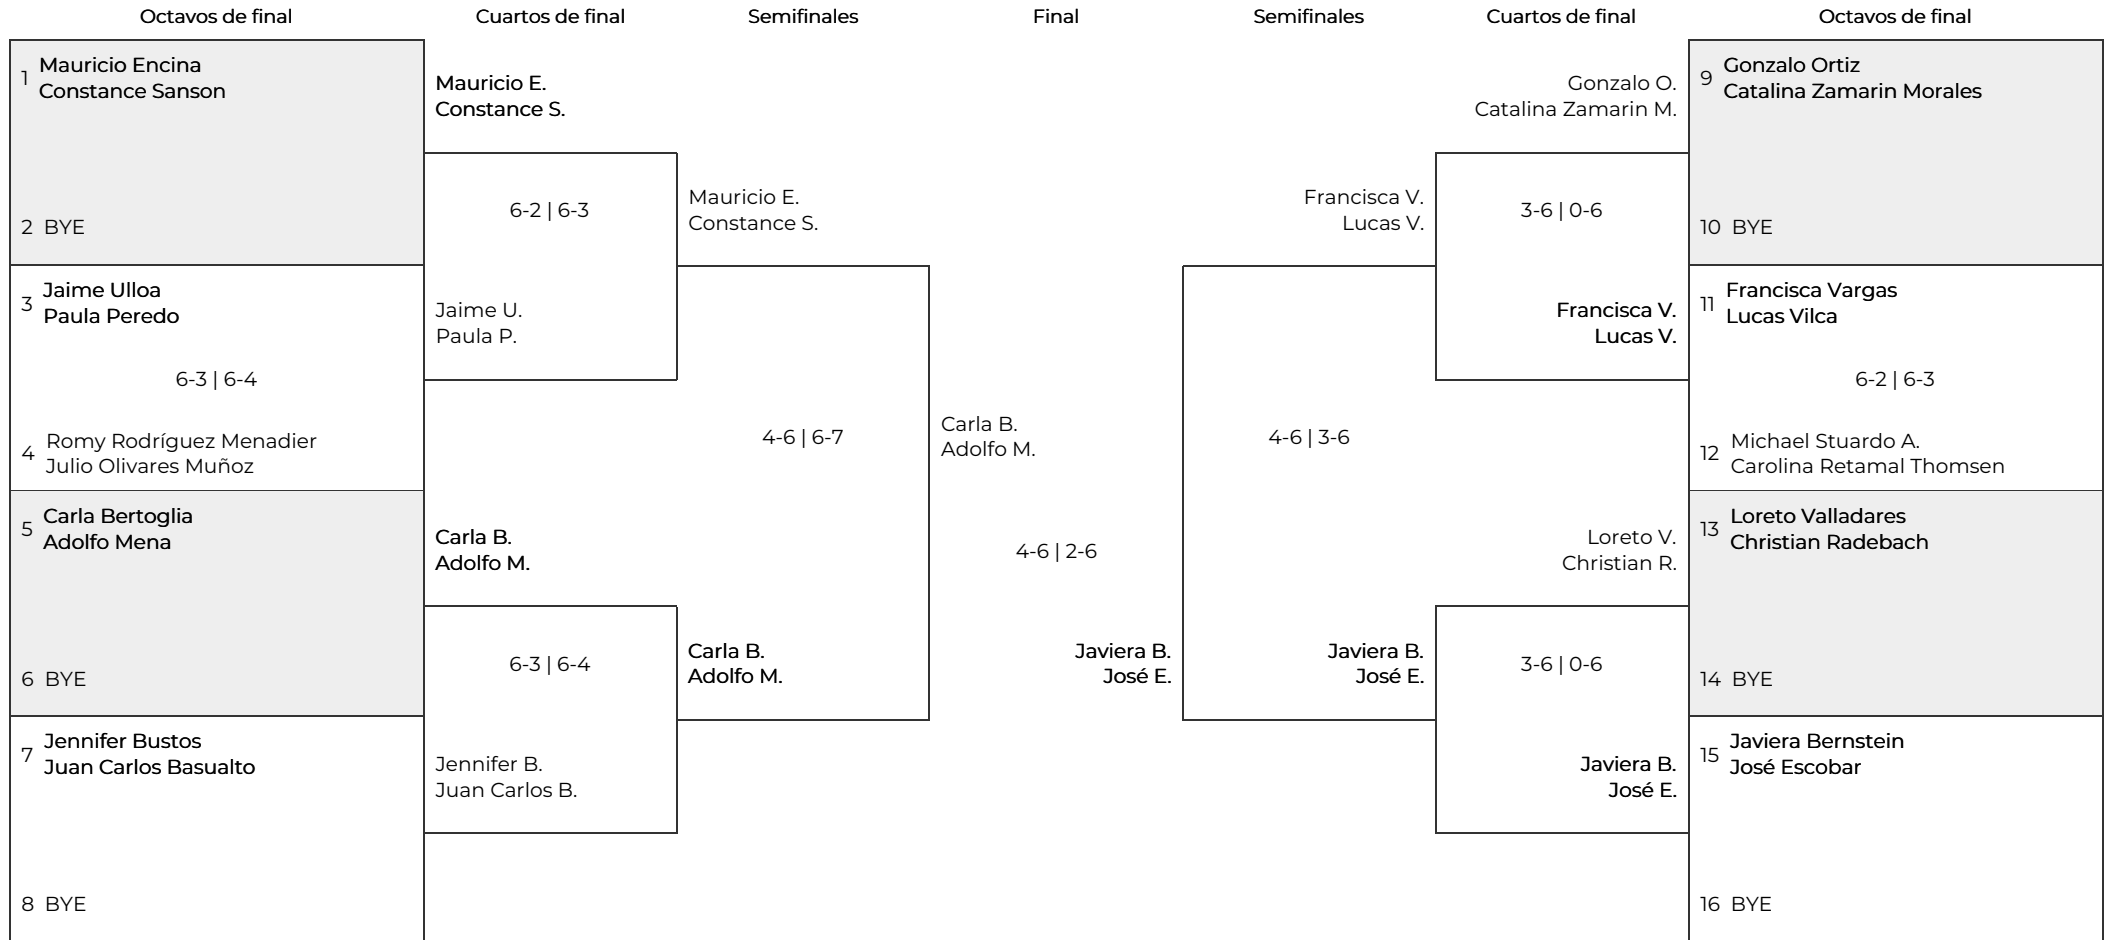 Octavos de final
Cuartos de final
Semifinales
Final
Semifinales
Cuartos de final
Octavos de final
1
Mauricio Encina
Constance Sanson
2 BYE
3
Jaime Ulloa
Paula Peredo
6-3 | 6-4
4
Romy Rodríguez Menadier
Julio Olivares Muñoz
5
Carla Bertoglia
Adolfo Mena
6 BYE
7
Jennifer Bustos
Juan Carlos Basualto
8 BYE
Mauricio E.
Constance S.
6-2 | 6-3
Jaime U.
Paula P.
Carla B.
Adolfo M.
6-3 | 6-4
Jennifer B.
Juan Carlos B.
Mauricio E.
Constance S.
4-6 | 6-7
Carla B.
Adolfo M.
Carla B.
Adolfo M.
4-6 | 2-6
Javiera B.
José E.
Francisca V.
Lucas V.
4-6 | 3-6
Javiera B.
José E.
Gonzalo O.
Catalina Zamarin M.
3-6 | 0-6
Francisca V.
Lucas V.
Loreto V.
Christian R.
3-6 | 0-6
Javiera B.
José E.
9
Gonzalo Ortiz
Catalina Zamarin Morales
10 BYE
11
Francisca Vargas
Lucas Vilca
6-2 | 6-3
12
Michael Stuardo A.
Carolina Retamal Thomsen
13
Loreto Valladares
Christian Radebach
14 BYE
15
Javiera Bernstein
José Escobar
16 BYE